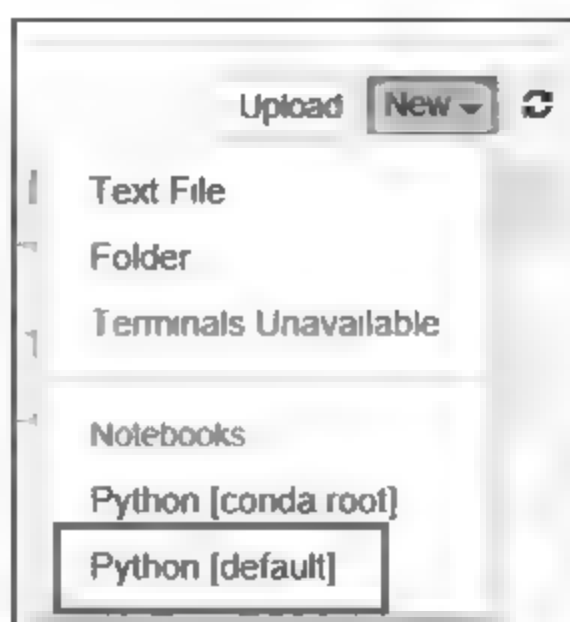 Upload New
Text File
Folder
Terminals Unavailable
Notebooks
Python [conda root]
Python [default]